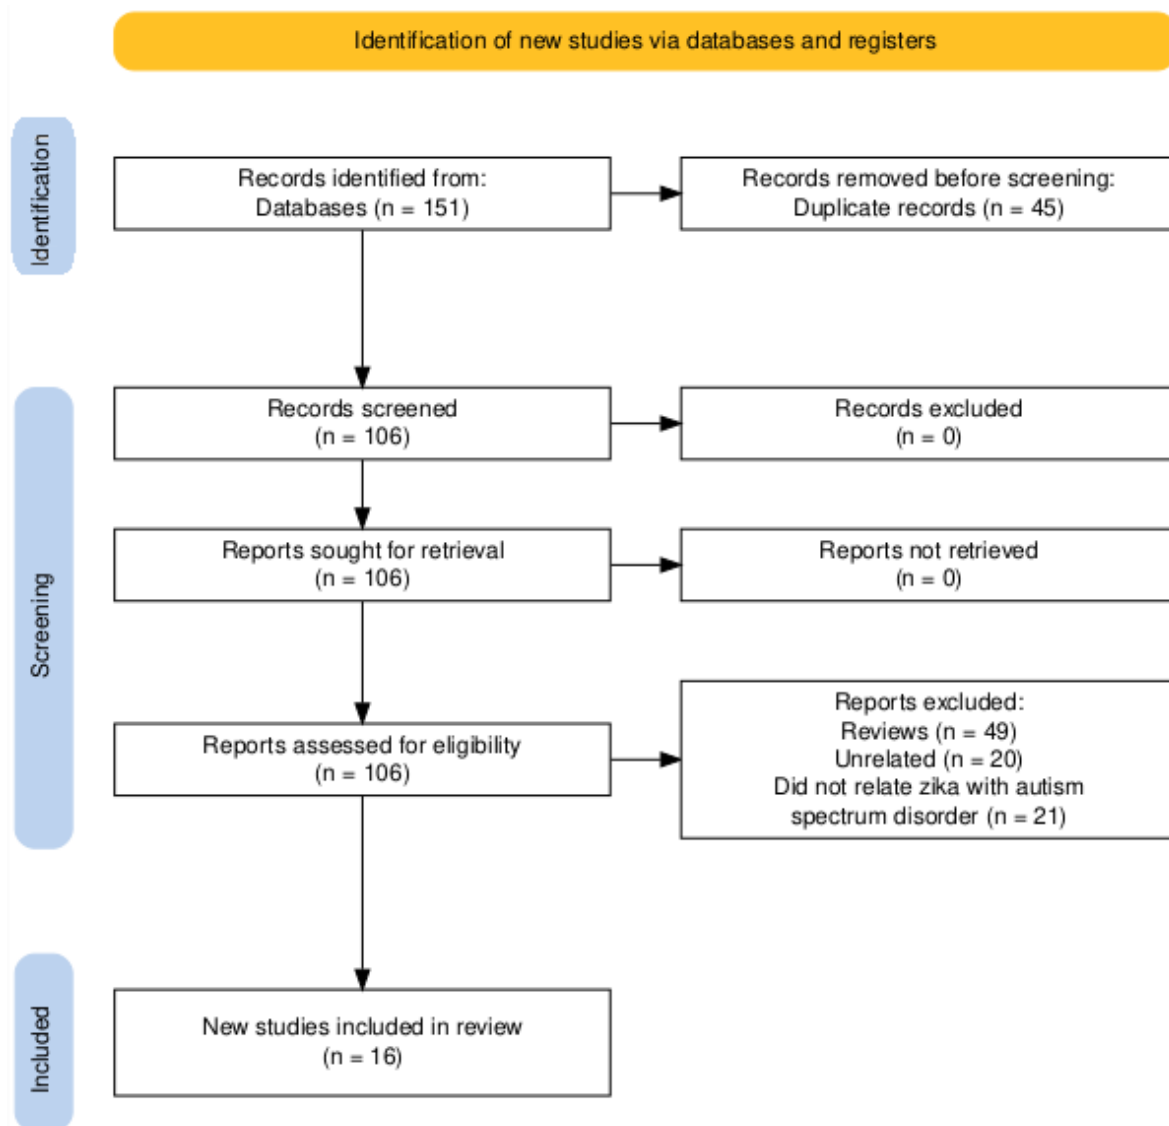 Identification of new studies via databases and registers
Identification
Records identified from:
Databases (n = 151)
Records removed before screening:
Duplicate records (n = 45)
Screening
Records screened
(n = 106)
Records excluded
(n = 0)
Reports sought for retrieval
(n = 106)
Reports not retrieved
(n = 0)
Reports assessed for eligibility
(n = 106)
Reports excluded:
Reviews (n = 49)
Unrelated (n = 20)
Did not relate zika with autism
spectrum disorder (n = 21)
Included
New studies included in review
(n = 16)